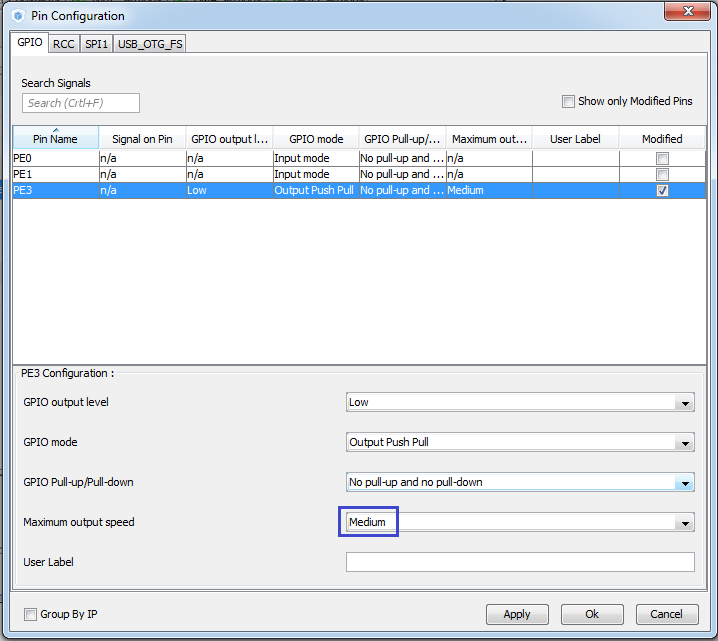 Pin Configuration
GPIO RCC SPI1 USB_OTG_FS
Search Signals
Search (Crtl+F)
Show only Modified Pins
Pin Name Signal on Pin GPIO output l... GPIO mode GPIO Pull-up/... Maximum out... User Label Modified
PE0 n/a n/a Input mode No pull-up and ... n/a
PE1 n/a n/a Input mode No pull-up and ... n/a
PE3 n/a Low Output Push Pull No pull-up and ... Medium
PE3 Configuration :
GPIO output level Low
GPIO mode Output Push Pull
GPIO Pull-up/Pull-down No pull-up and no pull-down
Maximum output speed Medium
User Label
Group By IP Apply Ok Cancel